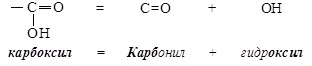 — C = O = C=O + OH
OH
карбоксил = Карбонил + гидроксил